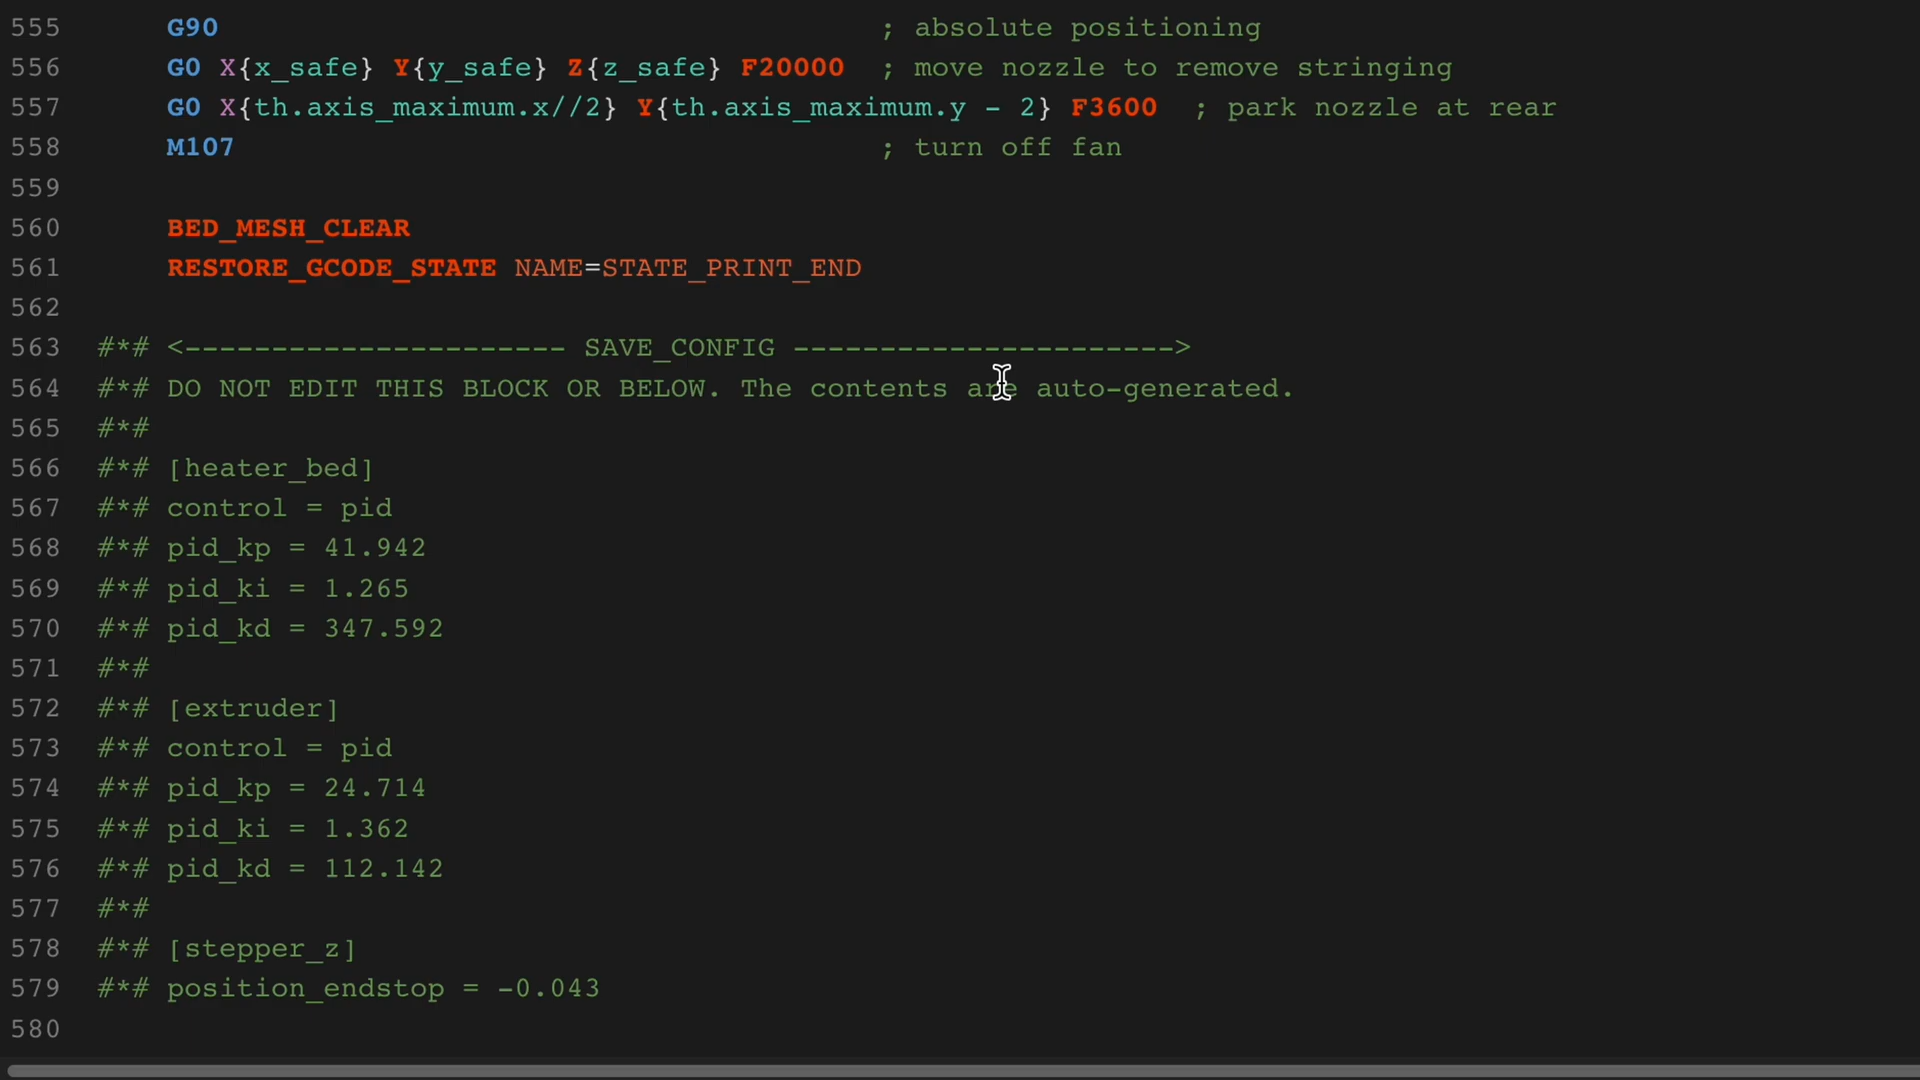 555 G90 ; absolute positioning
556 G0 X{x_safe} Y{y_safe} Z{z_safe} F20000 ; move nozzle to remove stringing
557 G0 X{th.axis_maximum.x//2} Y{th.axis_maximum.y - 2} F3600 ; park nozzle at rear
558 M107 ; turn off fan
559
560 BED_MESH_CLEAR
561 RESTORE_GCODE_STATE NAME=STATE_PRINT_END
562
563 #*# <---------------------- SAVE_CONFIG ---------------------->
564 #*# DO NOT EDIT THIS BLOCK OR BELOW. The contents are auto-generated.
565 #*#
566 #*# [heater_bed]
567 #*# control = pid
568 #*# pid_kp = 41.942
569 #*# pid_ki = 1.265
570 #*# pid_kd = 347.592
571 #*#
572 #*# [extruder]
573 #*# control = pid
574 #*# pid_kp = 24.714
575 #*# pid_ki = 1.362
576 #*# pid_kd = 112.142
577 #*#
578 #*# [stepper_z]
579 #*# position_endstop = -0.043
580